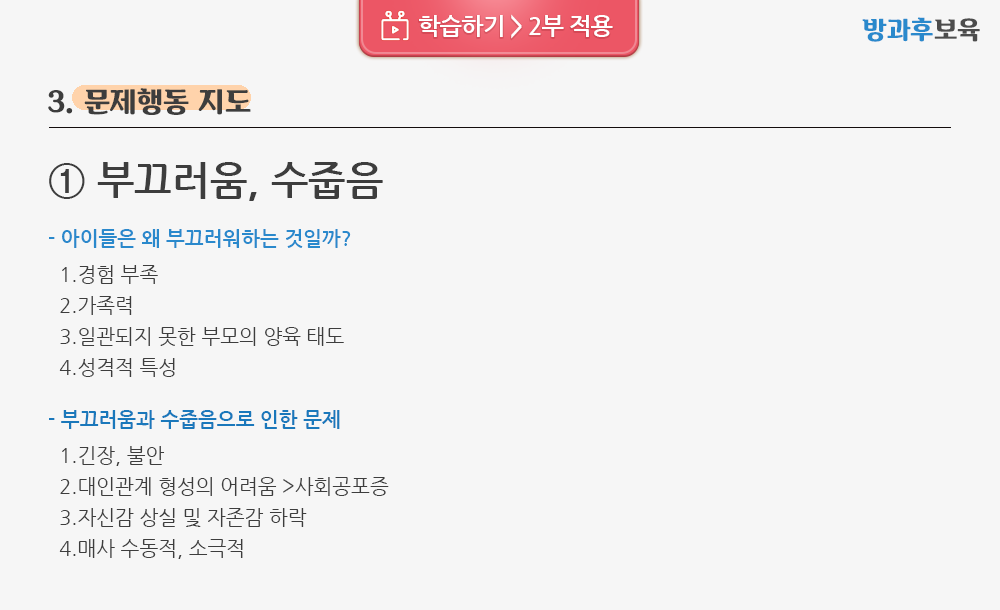 학습하기 > 2부 적용
방과후보육
3. 문제행동 지도
① 부끄러움, 수줍음
- 아이들은 왜 부끄러워하는 것일까?
1.경험 부족
2.가족력
3.일관되지 못한 부모의 양육 태도
4.성격적 특성
- 부끄러움과 수줍음으로 인한 문제
1.긴장, 불안
2.대인관계 형성의 어려움 >사회공포증
3.자신감 상실 및 자존감 하락
4.매사 수동적, 소극적